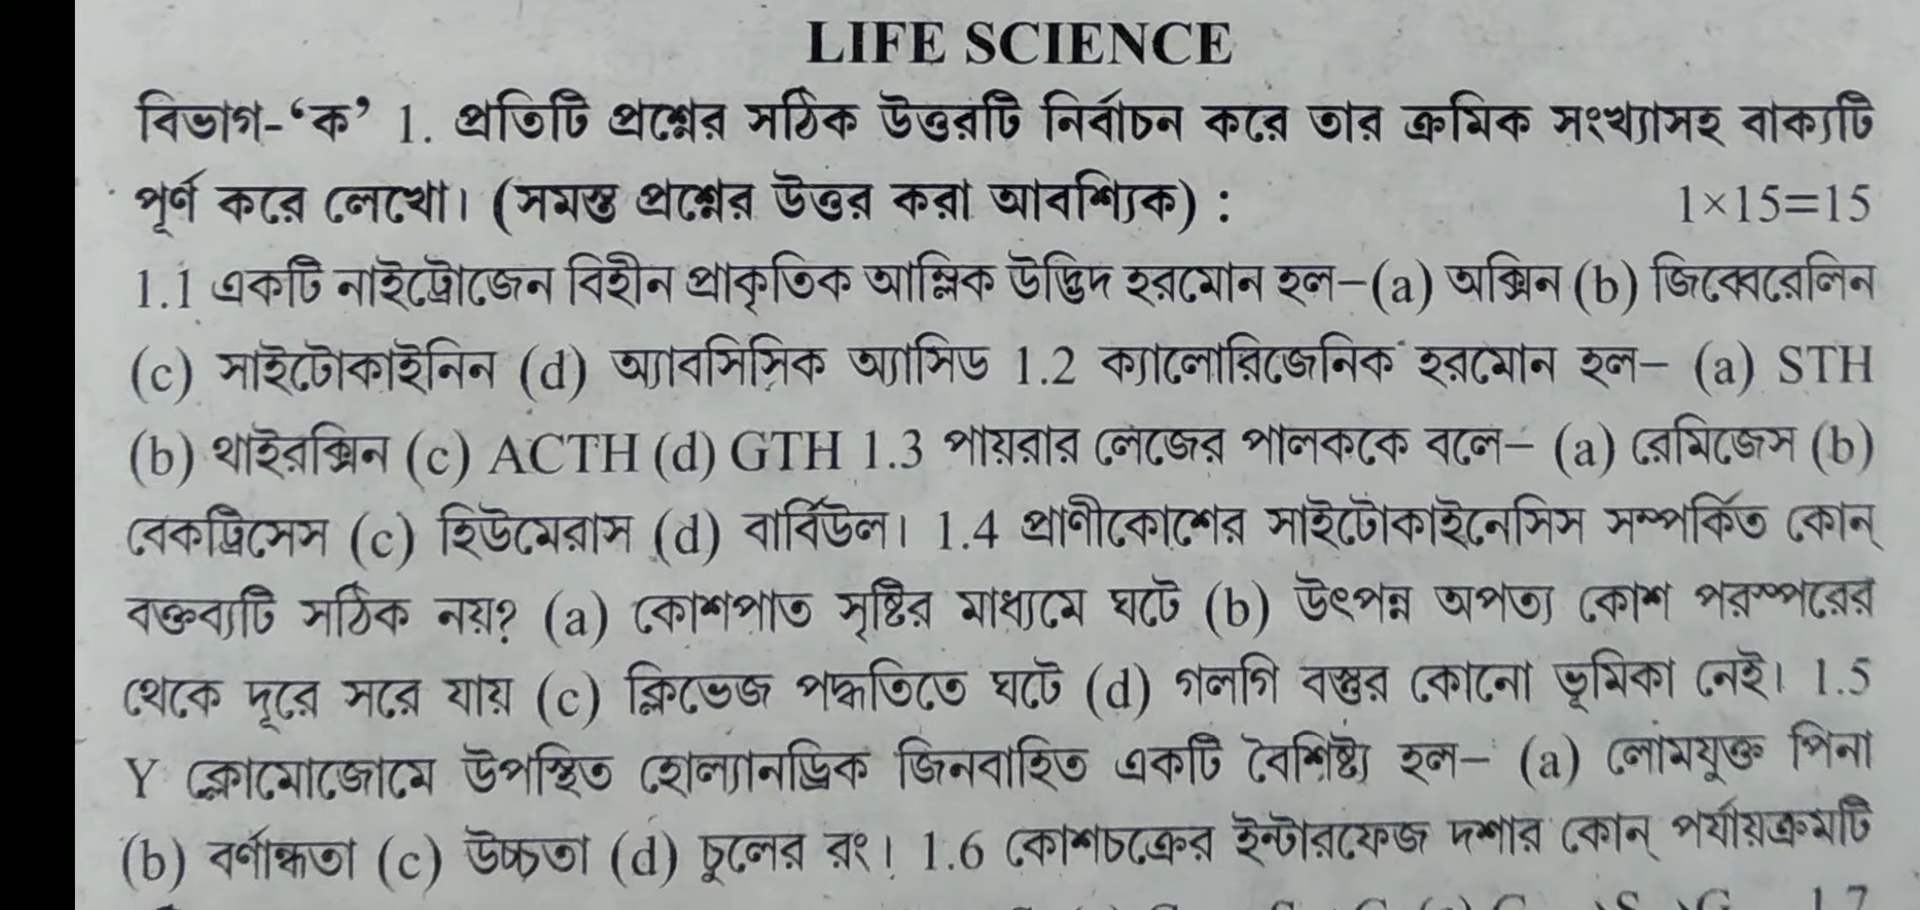 LIFE SCIENCE
বিভাগ-‘ক’ 1. প্রতিটি প্রশ্নের সঠিক উত্তরটি নির্বাচন করে তার ক্রমিক সংখ্যাসহ বাক্যটি
পূর্ণ করে লেখো। (সমস্ত প্রশ্নের উত্তর করা আবশ্যিক) : 1×15=15
1.1 একটি নাইট্রোজেন বিহীন প্রাকৃতিক আম্লিক উদ্ভিদ হরমোন হল–(a) অক্সিন (b) জিব্বেরেলিন
(c) সাইটোকাইনিন (d) অ্যাবসিসিক অ্যাসিড 1.2 ক্যালোরিজেনিক হরমোন হল– (a) STH
(b) থাইরক্সিন (c) ACTH (d) GTH 1.3 পায়রার লেজের পালককে বলে– (a) রেমিজেস (b)
বেকট্রিসেস (c) হিউমেরাস (d) বার্বিউল। 1.4 প্রাণীকোশের সাইটোকাইনেসিস সম্পর্কিত কোন্
বক্তব্যটি সঠিক নয়? (a) কোশপাত সৃষ্টির মাধ্যমে ঘটে (b) উৎপন্ন অপত্য কোশ পরস্পরের
থেকে দূরে সরে যায় (c) ক্লিভেজ পদ্ধতিতে ঘটে (d) গলগি বস্তুর কোনো ভূমিকা নেই। 1.5
Y ক্রোমোজোমে উপস্থিত হোল্যানড্রিক জিনবাহিত একটি বৈশিষ্ট্য হল– (a) লোমযুক্ত পিনা
(b) বর্ণান্ধতা (c) উচ্চতা (d) চুলের রং। 1.6 কোশচক্রের ইন্টারফেজ দশার কোন্ পর্যায়ক্রমটি
1.7